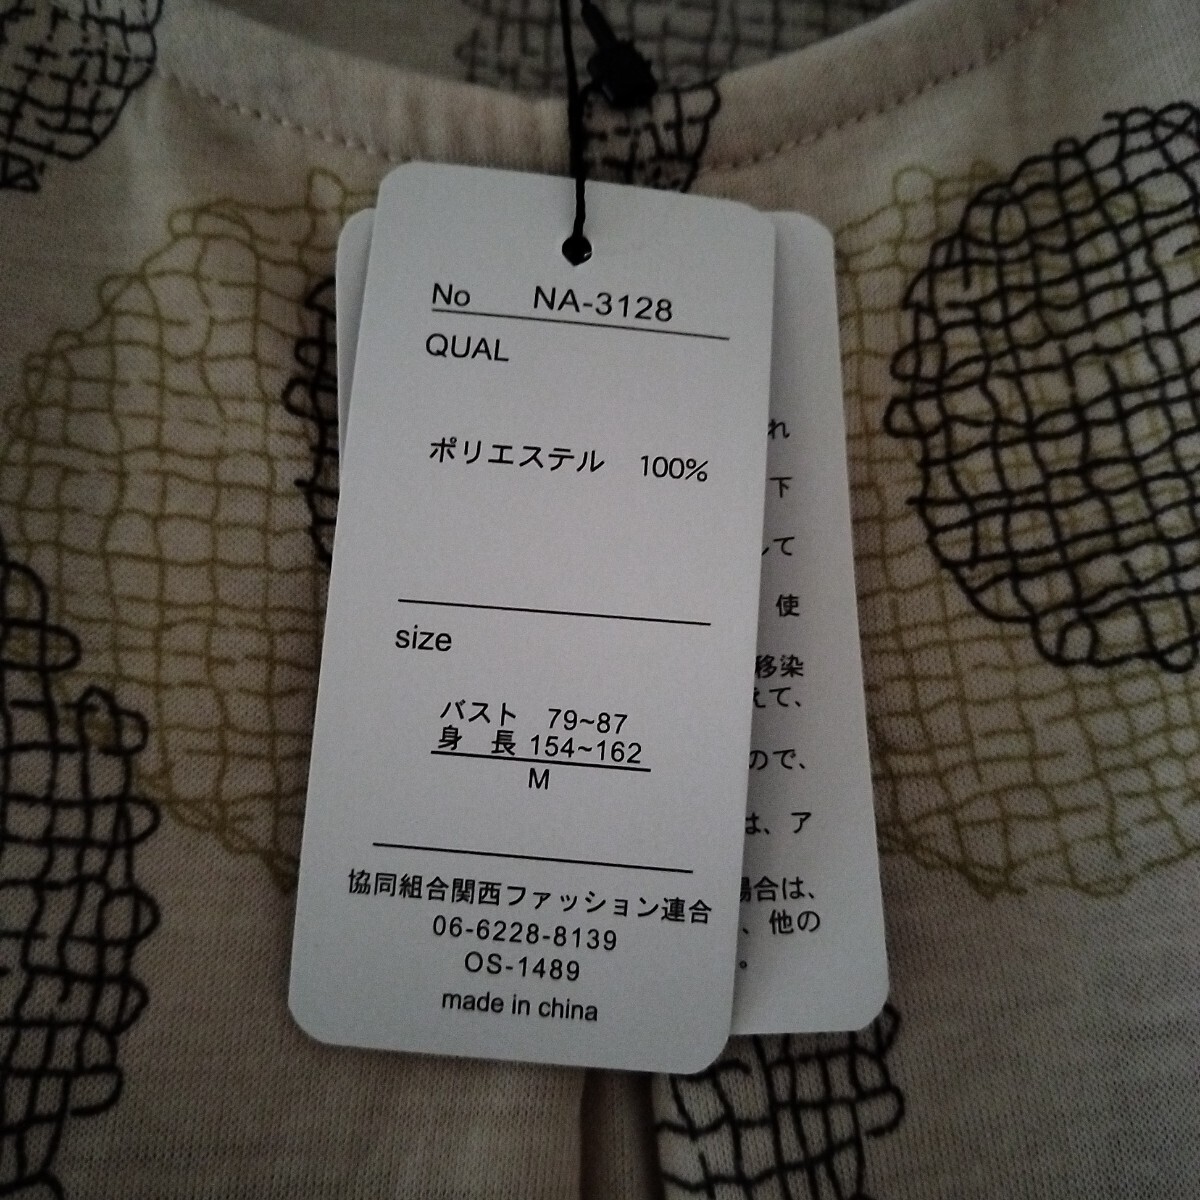 No NA-3128
QUAL
ポリエステル 100%
size
バスト 79~87
身 長 154~162
M
協同組合関西ファッション連合
06-6228-8139
OS-1489
made in china
れ
下
して
使
移染
えて、
ので、
は、ア
場合は、
、他の
。